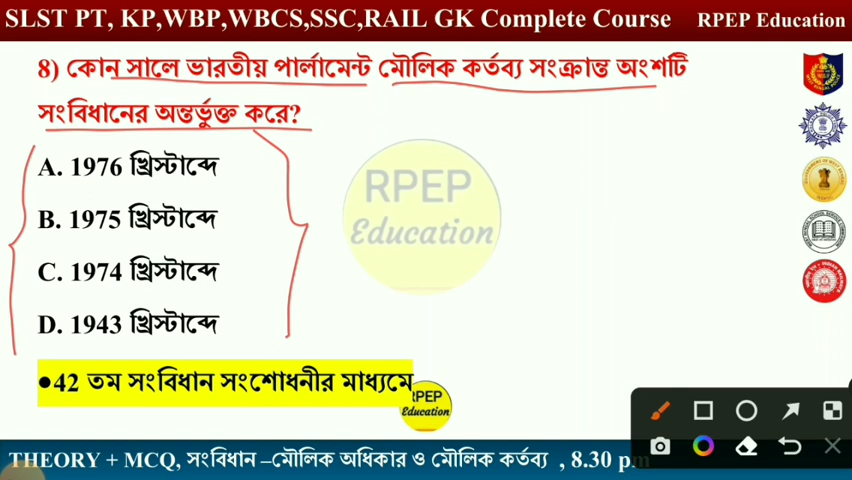 SLST PT, KP,WBP,WBCS,SSC,RAIL GK Complete Course RPEP Education
8) কোন সালে ভারতীয় পার্লামেন্ট মৌলিক কর্তব্য সংক্রান্ত অংশটি
সংবিধানের অন্তর্ভুক্ত করে?
A. 1976 খ্রিস্টাব্দে
B. 1975 খ্রিস্টাব্দে
C. 1974 খ্রিস্টাব্দে
D. 1943 খ্রিস্টাব্দে
RPEP
Education
●42 তম সংবিধান সংশোধনীর মাধ্যমে
RPEP
Education
THEORY + MCQ, সংবিধান –মৌলিক অধিকার ও মৌলিক কর্তব্য , 8.30 pm